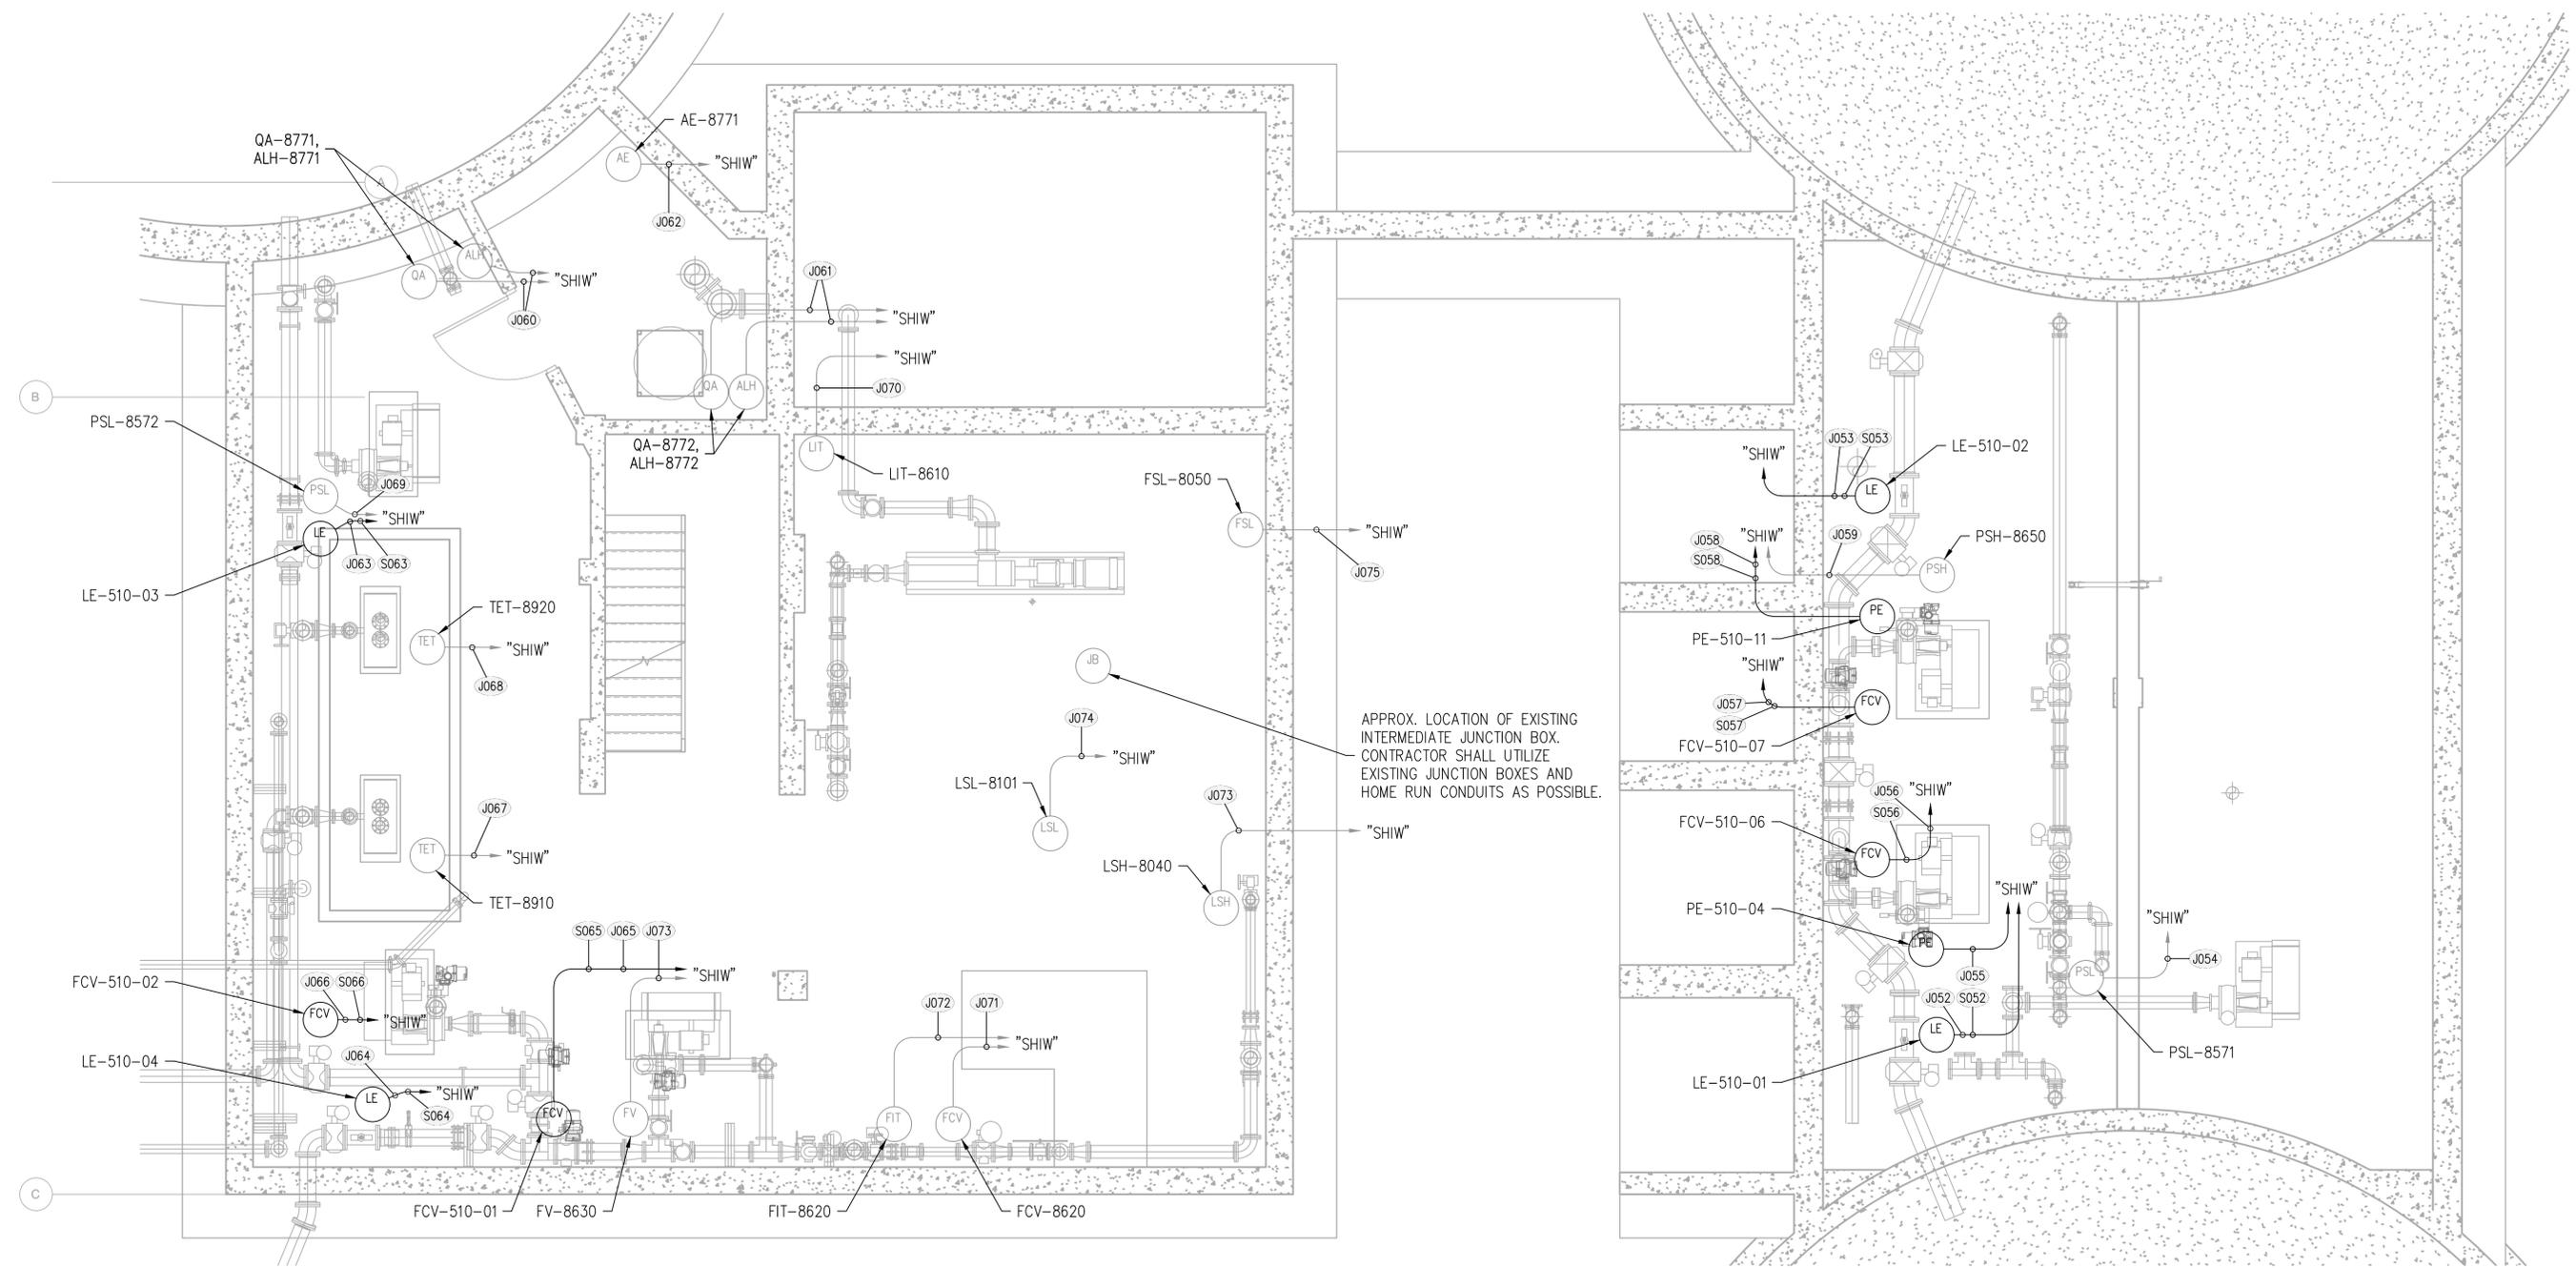 AE-8771
QA-8771,
ALH-8771
AE
"SHIW"
A
J062
ALH
QA
"SHIW"
J060
J061
"SHIW"
"SHIW"
J070
QA
ALH
B
PSL-8572
QA-8772,
ALH-8772
LIT
LIT-8610
PSL
J069
"SHIW"
LE
J063
S063
LE-510-03
FSL-8050
FSL
"SHIW"
J075
TET-8920
TET
"SHIW"
J068
JB
J074
"SHIW"
APPROX. LOCATION OF EXISTING
INTERMEDIATE JUNCTION BOX.
CONTRACTOR SHALL UTILIZE
EXISTING JUNCTION BOXES AND
HOME RUN CONDUITS AS POSSIBLE.
LSL-8101
LSL
J067
TET
"SHIW"
TET-8910
J073
"SHIW"
LSH-8040
LSH
S065
J065
J073
"SHIW"
FCV-510-02
J066
S066
FCV
"SHIW"
J072
J071
"SHIW"
LE-510-04
J064
"SHIW"
LE
S064
FCV
FV
FIT
FCV
C
FCV-510-01
FV-8630
FIT-8620
FCV-8620
J053
S053
LE-510-02
"SHIW"
LE
J058
S058
"SHIW"
J059
PSH-8650
PSH
PE
PE-510-11
"SHIW"
J057
S057
FCV
FCV-510-07
J056
"SHIW"
S056
FCV-510-06
FCV
"SHIW"
PE-510-04
PE
J055
"SHIW"
J054
PSL
J052
S052
LE
PSL-8571
LE-510-01